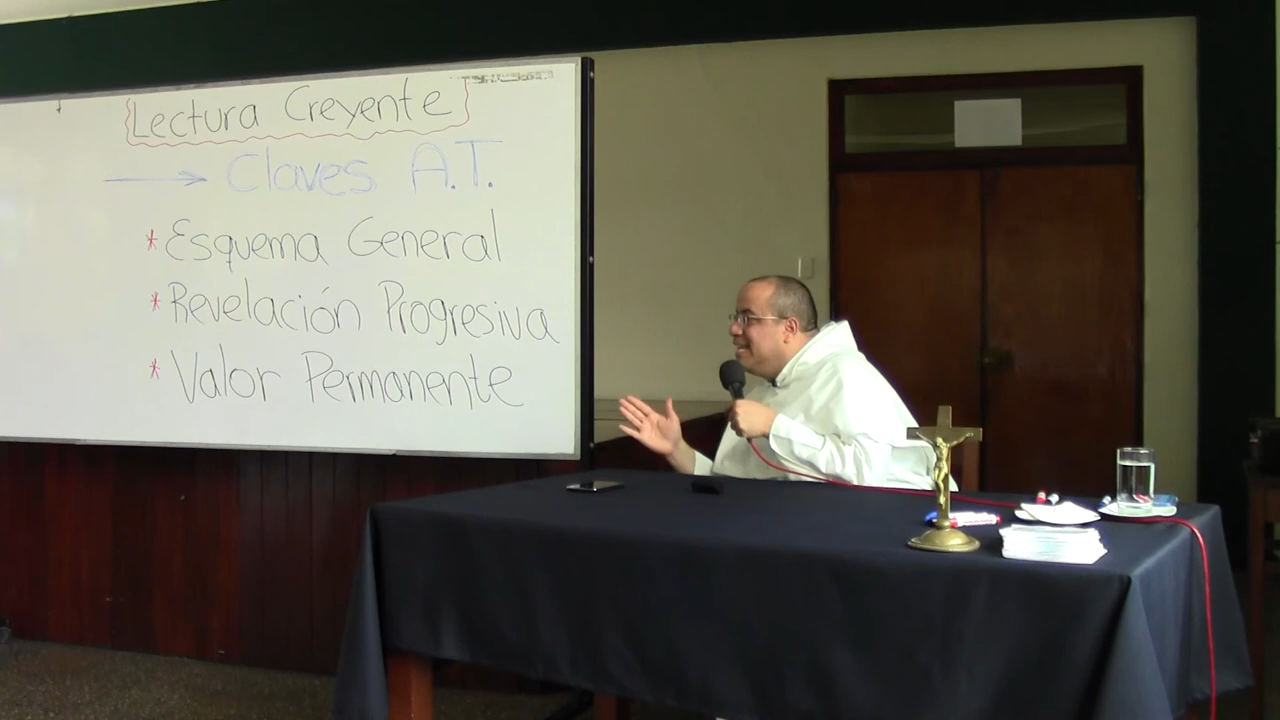 Lectura Creyente
→ Claves A.T.
* Esquema General
* Revelación Progresiva
* Valor Permanente